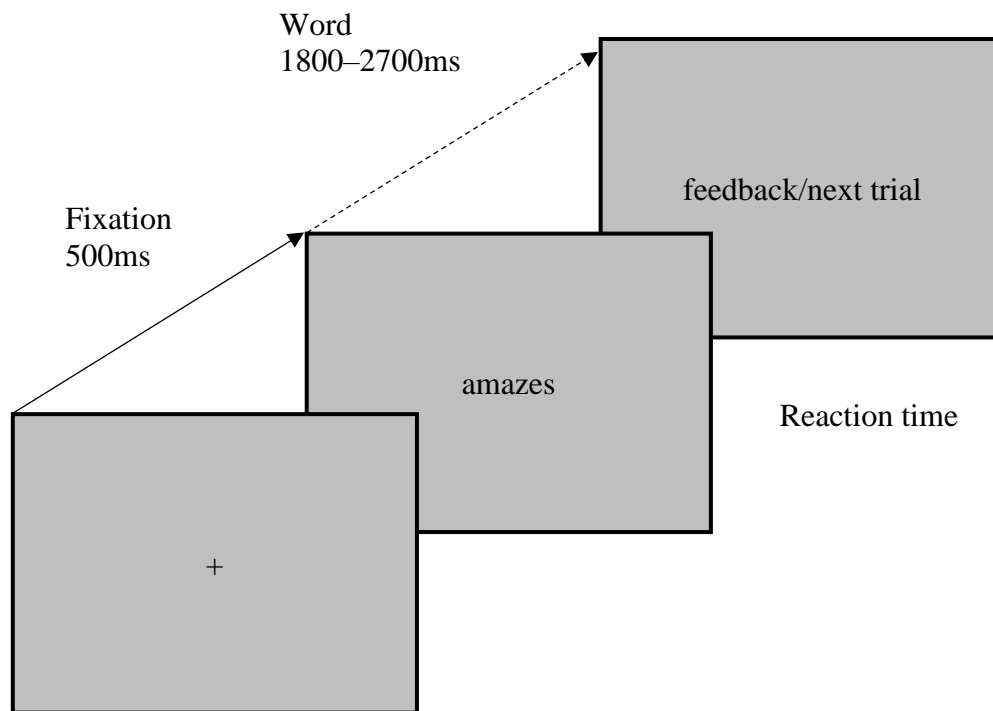 Word
1800–2700ms
feedback/next trial
Fixation
500ms
amazes
Reaction time
+